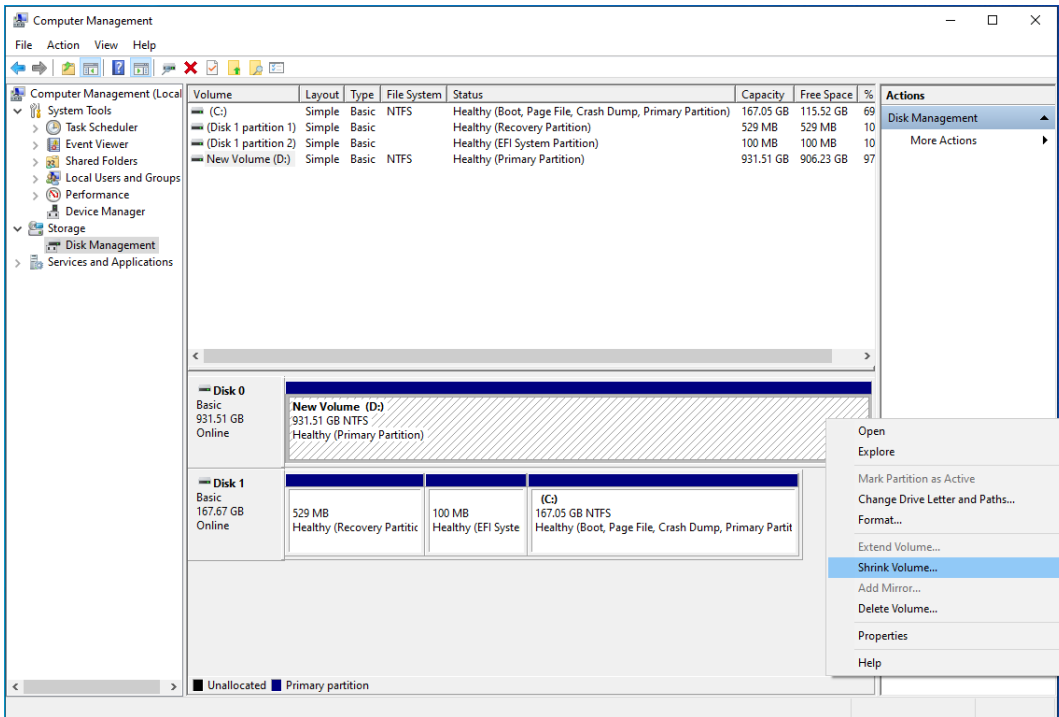 Computer Management
File Action View Help
Computer Management (Local
System Tools
Task Scheduler
Event Viewer
Shared Folders
Local Users and Groups
Performance
Device Manager
Storage
Disk Management
Services and Applications
Volume Layout Type File System Status Capacity Free Space %
(C:) Simple Basic NTFS Healthy (Boot, Page File, Crash Dump, Primary Partition) 167.05 GB 115.52 GB 69
(Disk 1 partition 1) Simple Basic Healthy (Recovery Partition) 529 MB 529 MB 10
(Disk 1 partition 2) Simple Basic Healthy (EFI System Partition) 100 MB 100 MB 10
New Volume (D:) Simple Basic NTFS Healthy (Primary Partition) 931.51 GB 906.23 GB 97
Actions
Disk Management
More Actions
Disk 0
Basic
931.51 GB
Online
New Volume (D:)
931.51 GB NTFS
Healthy (Primary Partition)
Disk 1
Basic
167.67 GB
Online
529 MB
Healthy (Recovery Partitic
100 MB
Healthy (EFI Syste
(C:)
167.05 GB NTFS
Healthy (Boot, Page File, Crash Dump, Primary Partit
Open
Explore
Mark Partition as Active
Change Drive Letter and Paths...
Format...
Extend Volume...
Shrink Volume...
Add Mirror...
Delete Volume...
Properties
Help
Unallocated Primary partition